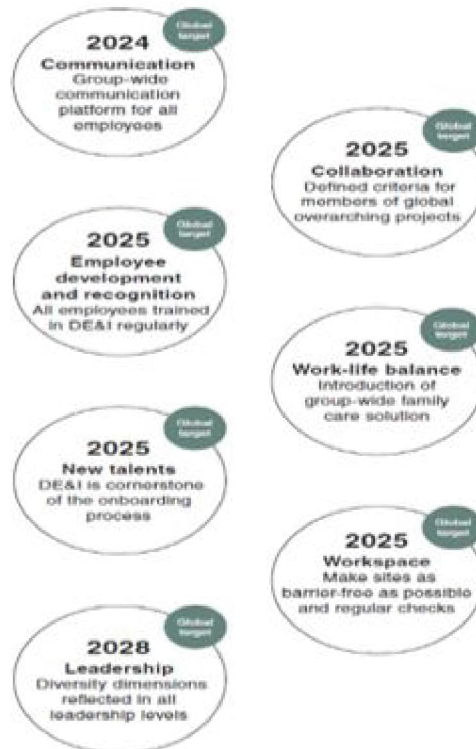 Global
target
2024
Communication
Group-wide
communication
platform for all
employees
Global
target
2025
Collaboration
Defined criteria for
members of global
overarching projects
Global
target
2025
Employee
development
and recognition
All employees trained
in DE&I regularly
Global
target
2025
Work-life balance
Introduction of
group-wide family
care solution
Global
target
2025
New talents
DE&I is cornerstone
of the onboarding
process
Global
target
2025
Workspace
Make sites as
barrier-free as possible
and regular checks
Global
target
2028
Leadership
Diversity dimensions
reflected in all
leadership levels